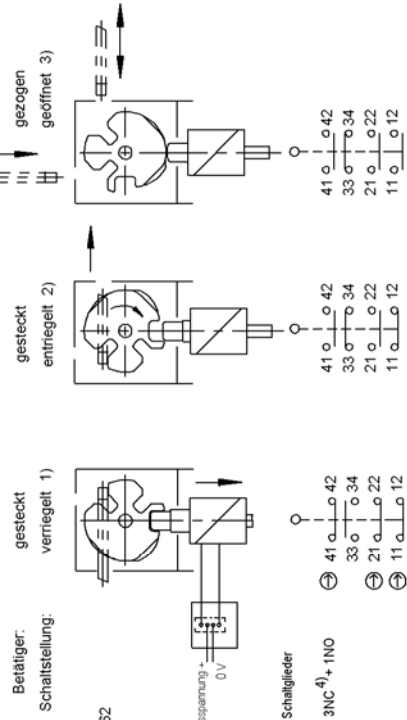 Betätiger:
gesteckt
gesteckt
gezogen
Schaltstellung:
verriegelt 1)
entriegelt 2)
geöffnet 3)
sspannung +
0 V
Schaltglieder
3NC 4) + 1NO
41 42
33 34
21 22
11 12
41 42
33 34
21 22
11 12
41 42
33 34
21 22
11 12